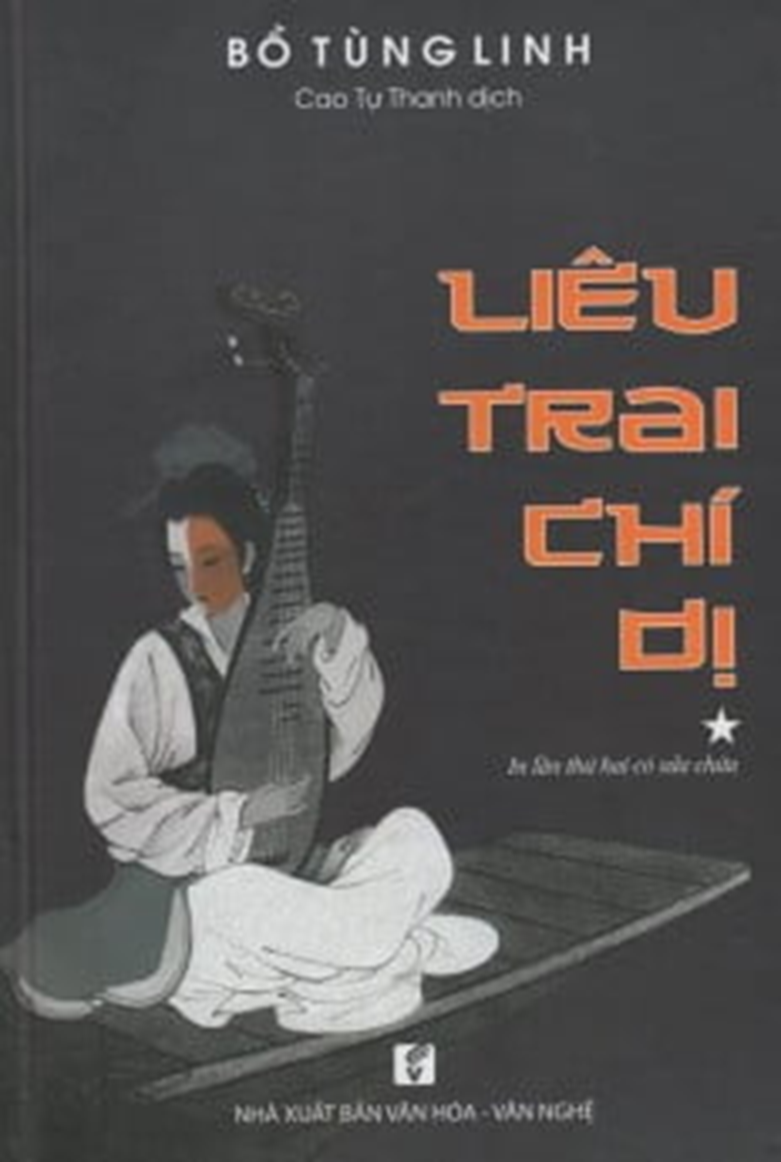 BỒ TÙNG LINH
Cao Tự Thanh dịch
LIÊU
TRAI
CHÍ
DỊ
In lần thứ hai có sửa chữa
NHÀ XUẤT BẢN VĂN HÓA - VĂN NGHỆ